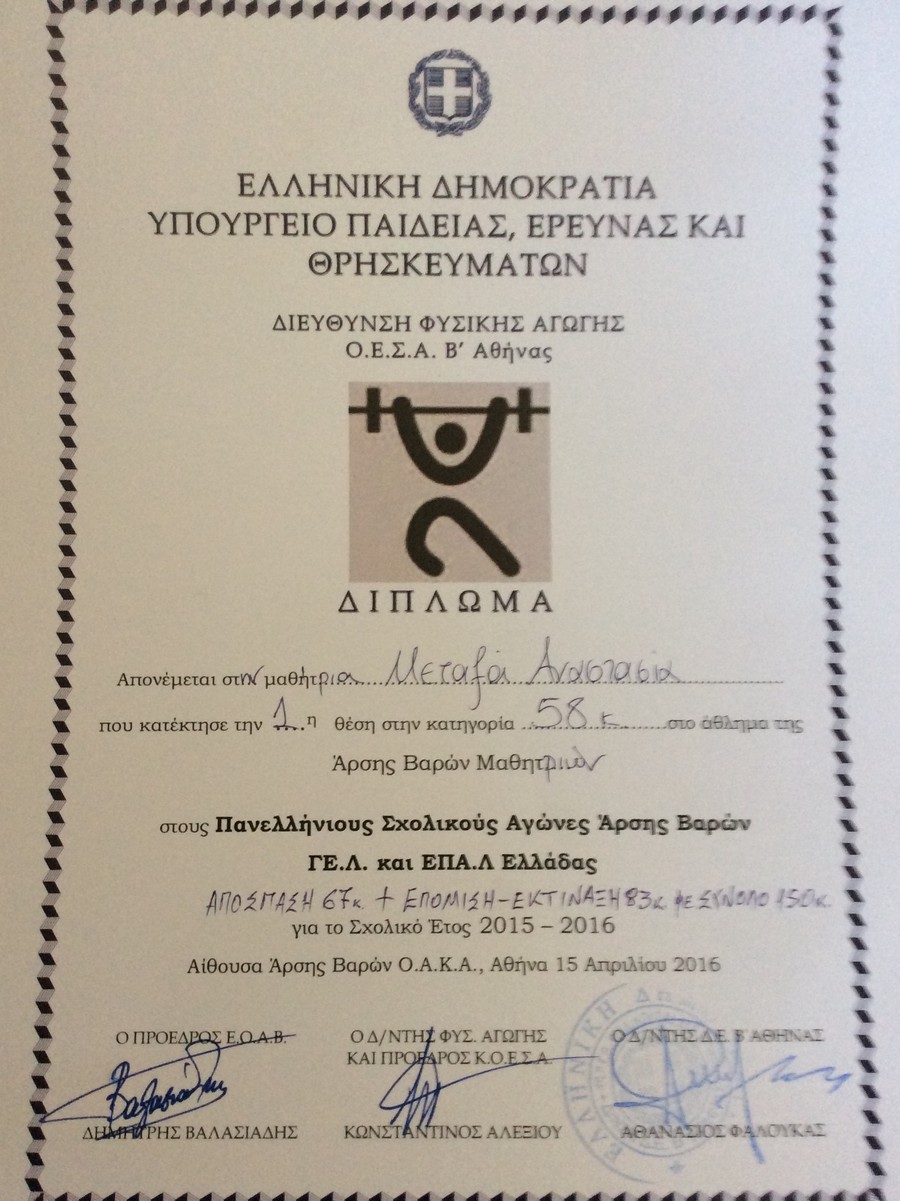 ΕΛΛΗΝΙΚΗ ΔΗΜΟΚΡΑΤΙΑ
ΥΠΟΥΡΓΕΙΟ ΠΑΙΔΕΙΑΣ, ΕΡΕΥΝΑΣ ΚΑΙ
ΘΡΗΣΚΕΥΜΑΤΩΝ
ΔΙΕΥΘΥΝΣΗ ΦΥΣΙΚΗΣ ΑΓΩΓΗΣ
Ο.Ε.Σ.Α. Β’ Αθήνας
ΔΙΠΛΩΜΑ
Απονέμεται στην μαθήτρια Μεταξά Αναστασία
που κατέκτησε την 1η θέση στην κατηγορία 58 κ στο άθλημα της
Άρσης Βαρών Μαθητριών
στους Πανελλήνιους Σχολικούς Αγώνες Άρσης Βαρών
ΓΕ.Λ. και ΕΠΑ.Λ Ελλάδας
ΑΠΟΣΠΑΣΗ 67κ + ΕΠΟΜΙΣΗ-ΕΚΤΙΝΑΞΗ 83κ με ΣΥΝΟΛΟ 150κ.
για το Σχολικό Έτος 2015 – 2016
Αίθουσα Άρσης Βαρών Ο.Α.Κ.Α., Αθήνα 15 Απριλίου 2016
Ο ΠΡΟΕΔΡΟΣ Ε.Ο.Α.Β. Ο Δ/ΝΤΗΣ ΦΥΣ. ΑΓΩΓΗΣ Ο Δ/ΝΤΗΣ Δ.Ε. Β ΑΘΗΝΑΣ
ΚΑΙ ΠΡΟΕΔΡΟΣ Κ.Ο.Ε.Σ.Α.
ΔΗΜΗΤΡΗΣ ΒΑΛΑΣΙΑΔΗΣ ΚΩΝΣΤΑΝΤΙΝΟΣ ΑΛΕΞΙΟΥ ΑΘΑΝΑΣΙΟΣ ΦΑΛΟΥΚΑΣ